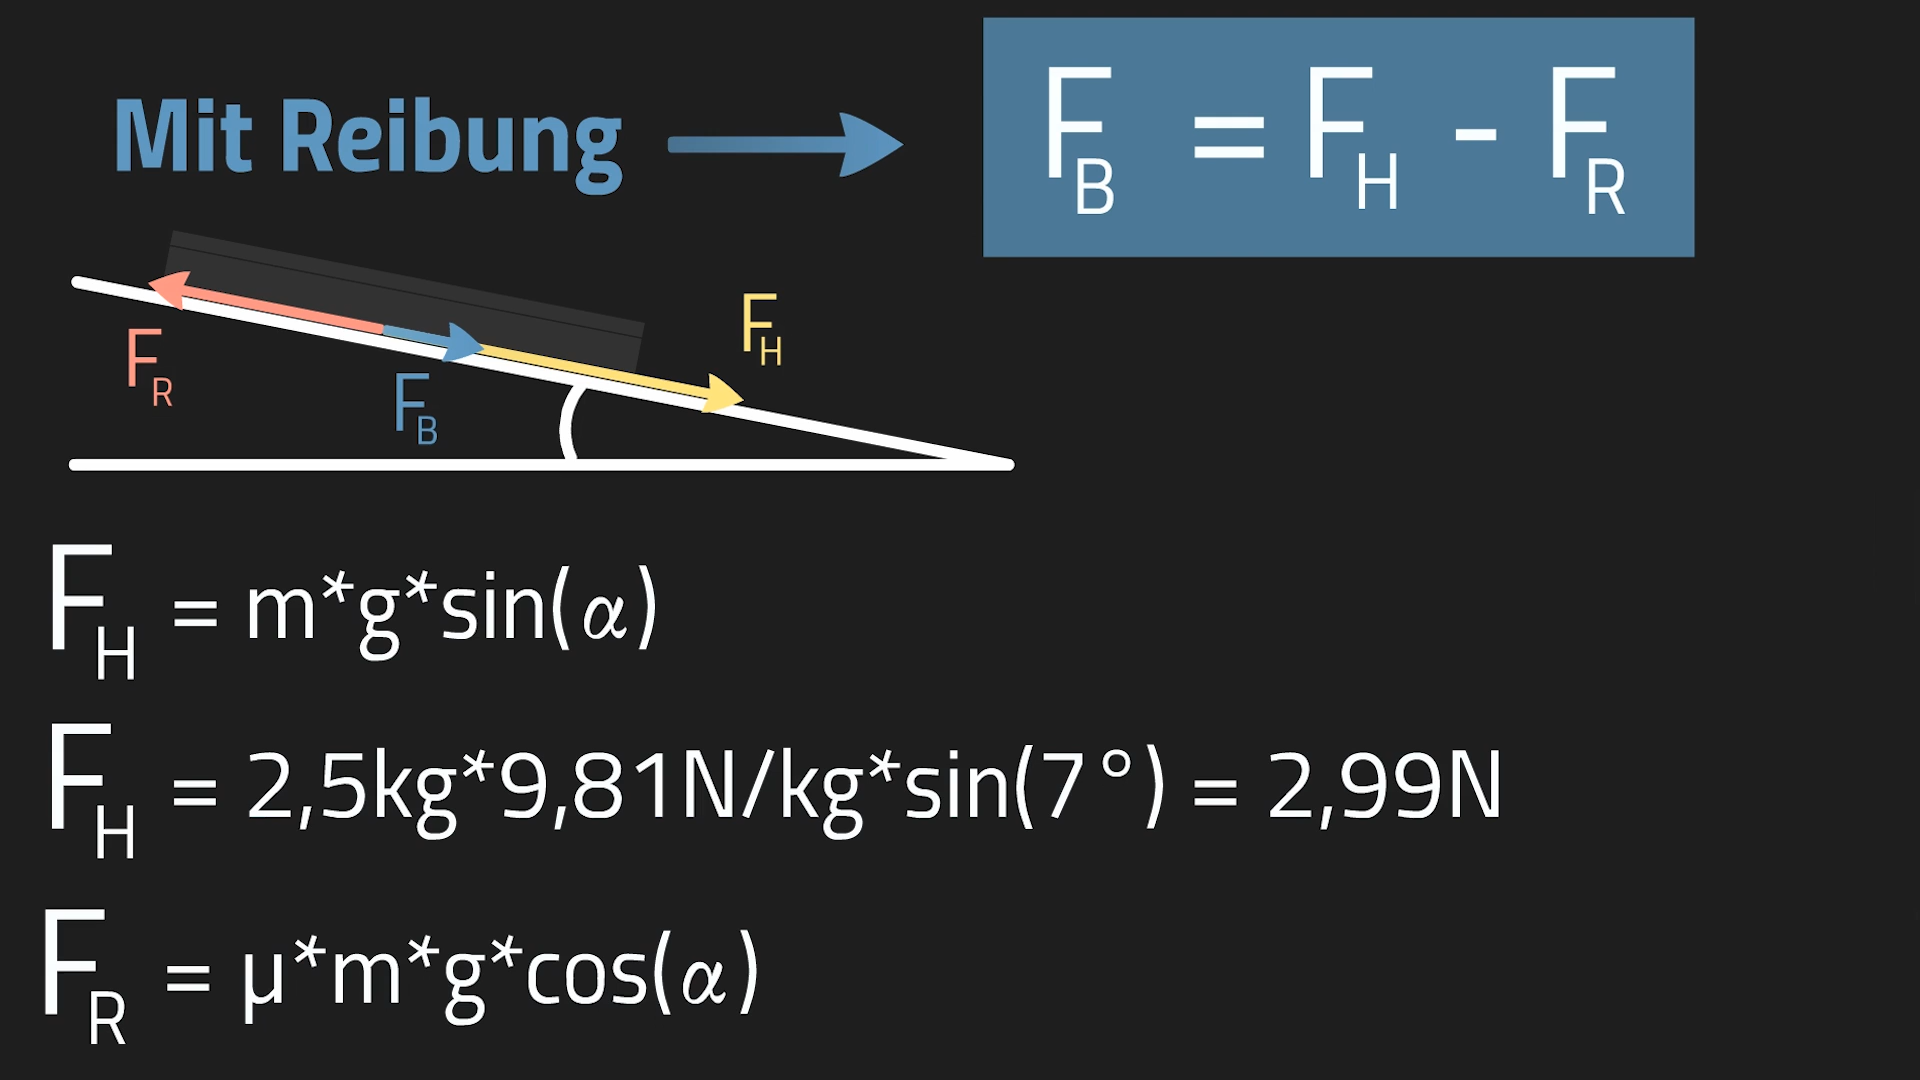 Mit Reibung
F_B = F_H - F_R
F_H
F_R
F_B
F_H = m*g*sin(α)
F_H = 2,5kg*9,81N/kg*sin(7°) = 2,99N
F_R = µ*m*g*cos(α)